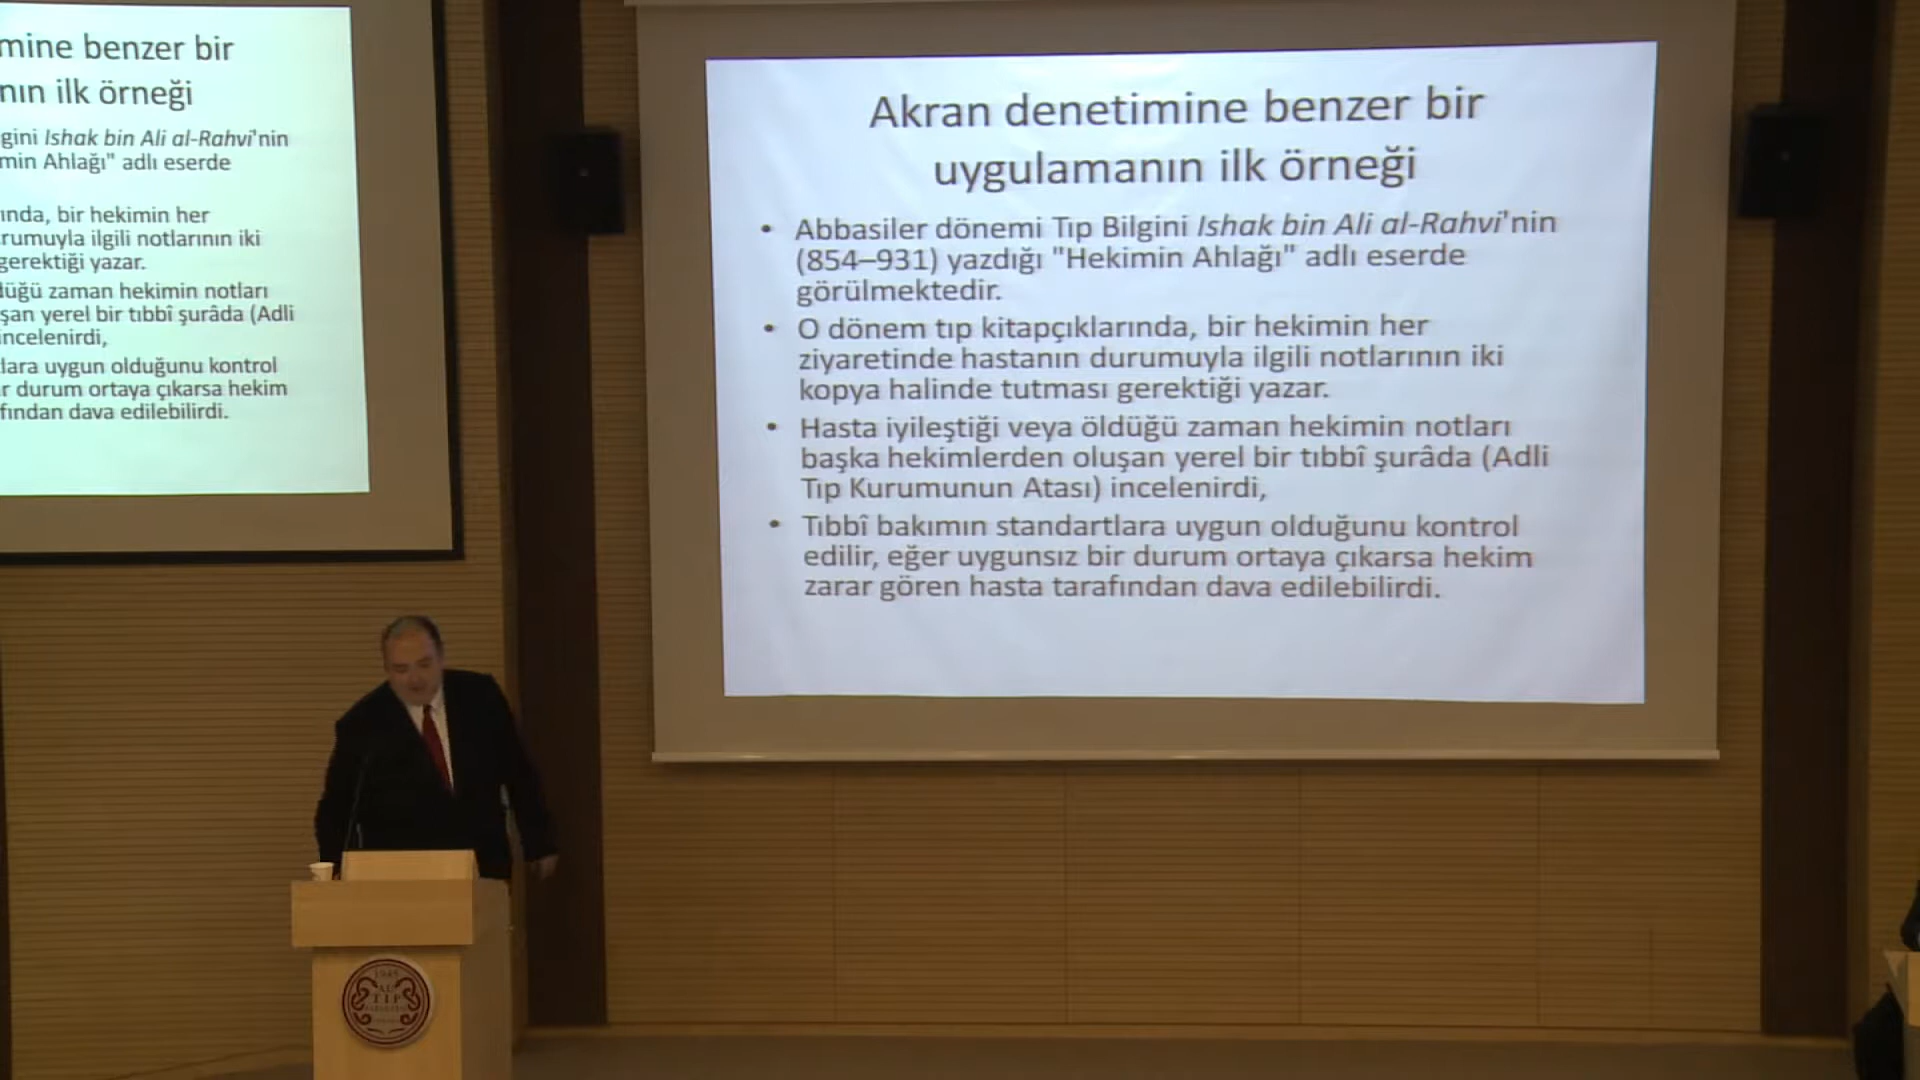 mine benzer bir
nın ilk örneği
gini Ishak bin Ali al-Rahvi'nin
min Ahlağı" adlı eserde
ında, bir hekimin her
rumuyla ilgili notlarının iki
gerektiği yazar.
düğü zaman hekimin notları
şan yerel bir tıbbî şurâda (Adli
incelenirdi,
lara uygun olduğunu kontrol
r durum ortaya çıkarsa hekim
fından dava edilebilirdi.
Akran denetimine benzer bir
uygulamanın ilk örneği
• Abbasiler dönemi Tıp Bilgini Ishak bin Ali al-Rahvi'nin
(854–931) yazdığı "Hekimin Ahlağı" adlı eserde
görülmektedir.
• O dönem tıp kitapçıklarında, bir hekimin her
ziyaretinde hastanın durumuyla ilgili notlarının iki
kopya halinde tutması gerektiği yazar.
• Hasta iyileştiği veya öldüğü zaman hekimin notları
başka hekimlerden oluşan yerel bir tıbbî şurâda (Adli
Tıp Kurumunun Atası) incelenirdi,
• Tıbbî bakımın standartlara uygun olduğunu kontrol
edilir, eğer uygunsız bir durum ortaya çıkarsa hekim
zarar gören hasta tarafından dava edilebilirdi.
1945
TIP